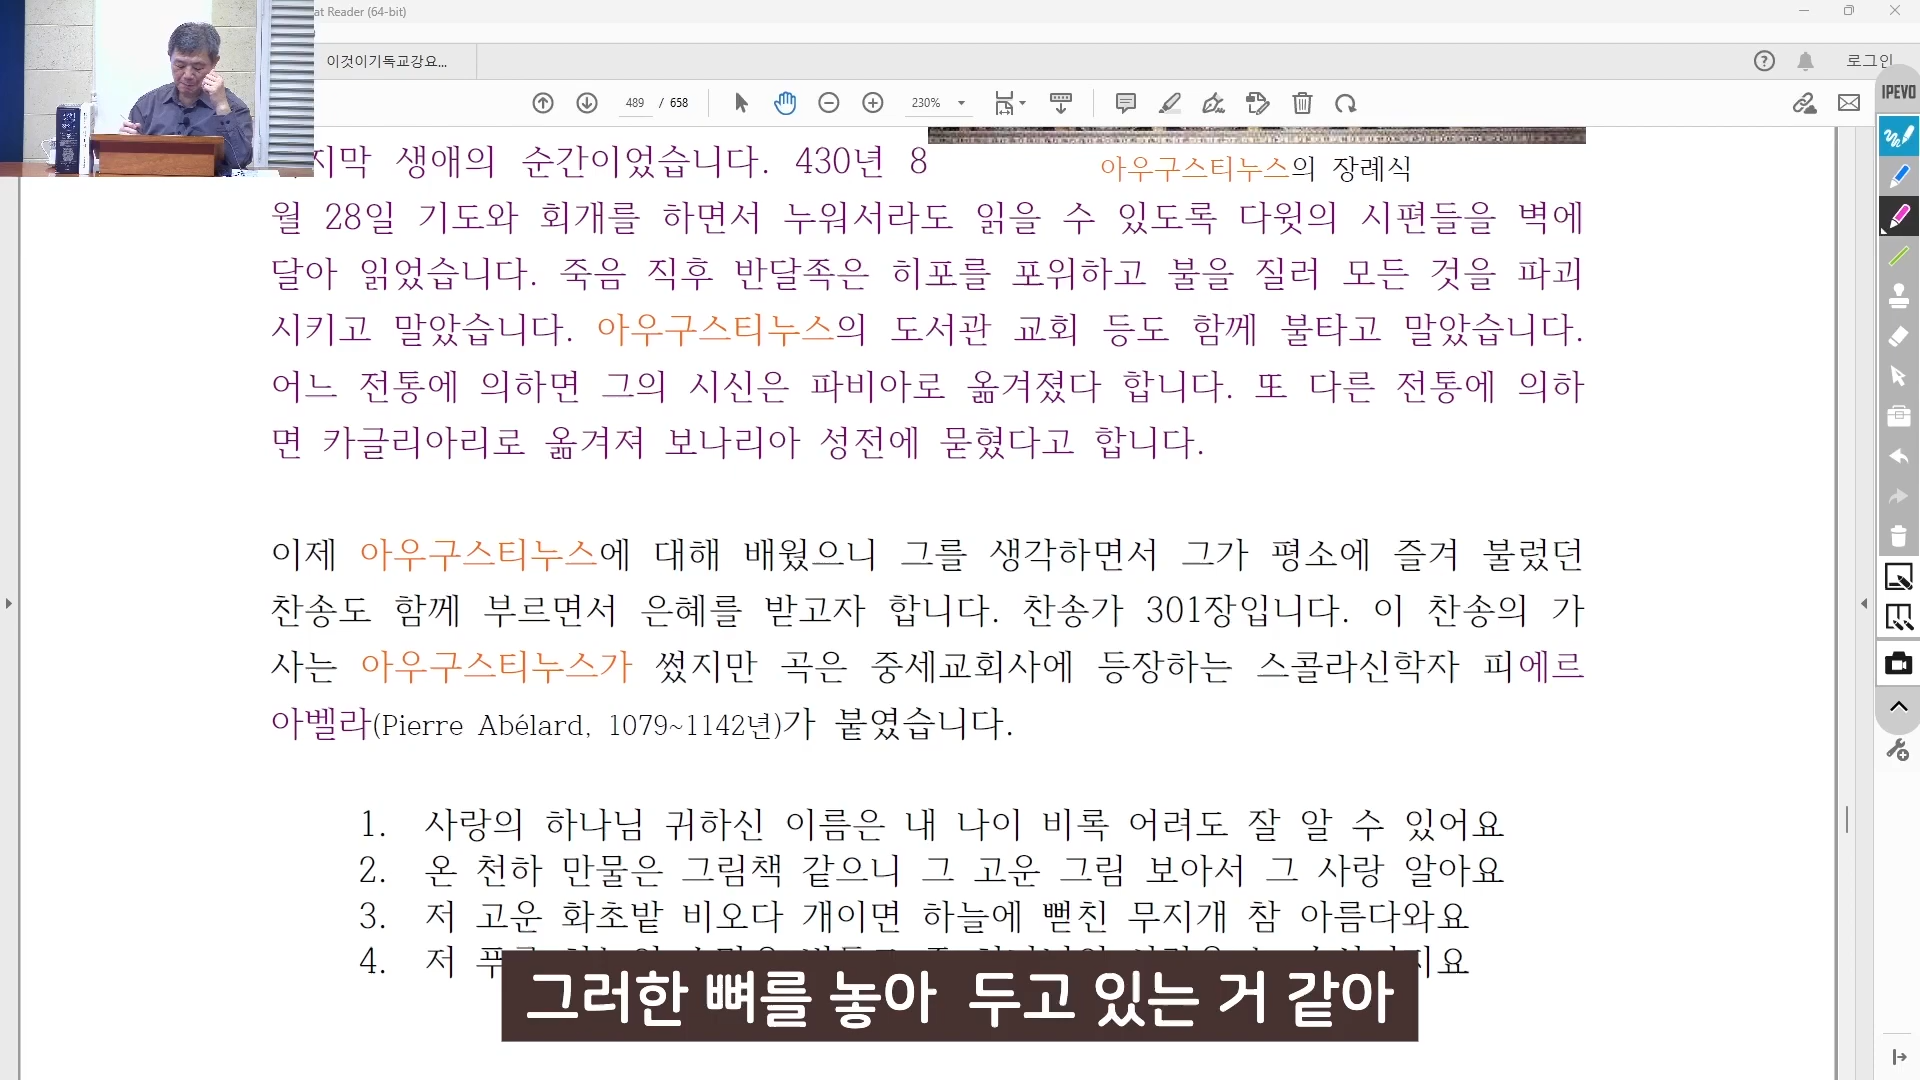 at Reader (64-bit)
이것이기독교강요...
로그인
489 / 658
230%
IPEVO
막 생애의 순간이었습니다. 430년 8
아우구스티누스의 장례식
월 28일 기도와 회개를 하면서 누워서라도 읽을 수 있도록 다윗의 시편들을 벽에
달아 읽었습니다. 죽음 직후 반달족은 히포를 포위하고 불을 질러 모든 것을 파괴
시키고 말았습니다. 아우구스티누스의 도서관 교회 등도 함께 불타고 말았습니다.
어느 전통에 의하면 그의 시신은 파비아로 옮겨졌다 합니다. 또 다른 전통에 의하
면 카글리아리로 옮겨져 보나리아 성전에 묻혔다고 합니다.
이제 아우구스티누스에 대해 배웠으니 그를 생각하면서 그가 평소에 즐겨 불렀던
찬송도 함께 부르면서 은혜를 받고자 합니다. 찬송가 301장입니다. 이 찬송의 가
사는 아우구스티누스가 썼지만 곡은 중세교회사에 등장하는 스콜라신학자 피에르
아벨라(Pierre Abélard, 1079~1142년)가 붙였습니다.
1. 사랑의 하나님 귀하신 이름은 내 나이 비록 어려도 잘 알 수 있어요
2. 온 천하 만물은 그림책 같으니 그 고운 그림 보아서 그 사랑 알아요
3. 저 고운 화초밭 비오다 개이면 하늘에 뻗친 무지개 참 아름다와요
4. 저
그러한 뼈를 놓아 두고 있는 거 같아